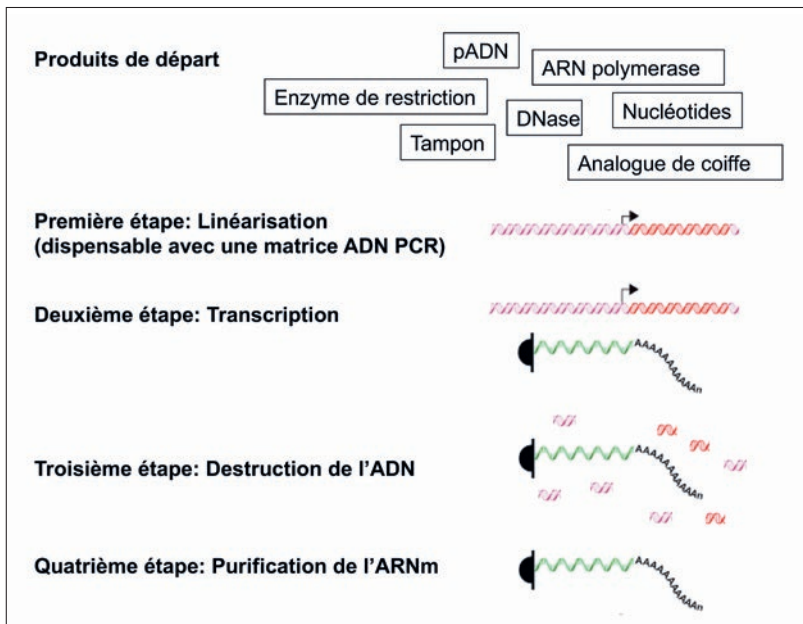 Produits de départ
pADN
ARN polymerase
Enzyme de restriction
DNase
Nucléotides
Tampon
Analogue de coiffe
Première étape: Linéarisation
(dispensable avec une matrice ADN PCR)
Deuxième étape: Transcription
AAAAAAAAAAAn
Troisième étape: Destruction de l’ADN
AAAAAAAAAAAn
Quatrième étape: Purification de l’ARNm
AAAAAAAAAAAn